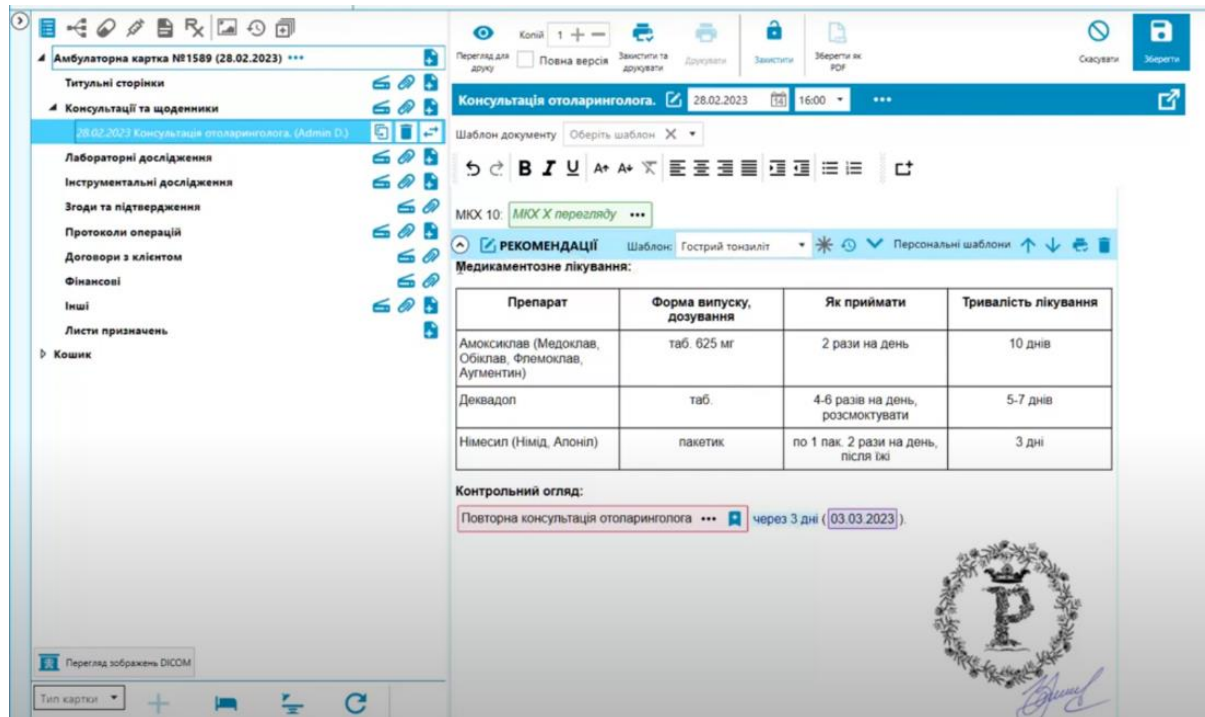 Копій 1
Перегляд для друку
Повна версія
Захистити та друкувати
Друкувати
Захистити
Зберегти як PDF
Скасувати
Зберегти
Амбулаторна картка №1589 (28.02.2023) •••
Титульні сторінки
Консультації та щоденники
28.02.2023 Консультація отоларинголога. (Admin D.)
Лабораторні дослідження
Інструментальні дослідження
Згоди та підтвердження
Протоколи операцій
Договори з клієнтом
Фінансові
Інші
Листи призначень
Кошик
Перегляд зображень DICOM
Тип картки
Консультація отоларинголога. 28.02.2023 14 16:00 •••
Шаблон документу Оберіть шаблон
B I U A+ A+
МКХ 10: МКХ X перегляду •••
РЕКОМЕНДАЦІЇ Шаблон: Гострий тонзиліт Персональні шаблони
Медикаментозне лікування:
Препарат Форма випуску, Як приймати Тривалість лікування
дозування
Амоксиклав (Медоклав, таб. 625 мг 2 рази на день 10 днів
Обіклав, Флемоклав,
Аугментин)
Деквадол таб. 4-6 разів на день, 5-7 днів
розсмоктувати
Німесил (Німід, Апоніл) пакетик по 1 пак. 2 рази на день, 3 дні
після їжі
Контрольний огляд:
Повторна консультація отоларинголога ••• через 3 дні ( 03.03.2023 ).
P